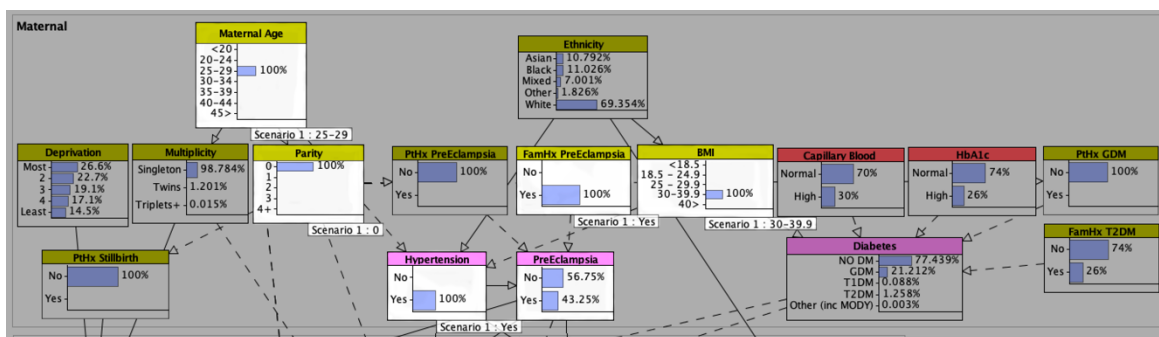 Maternal
Maternal Age
<20
20-24
25-29 100%
30-34
35-39
40-44
45>
Scenario 1 : 25-29
Ethnicity
Asian 10.792%
Black 11.026%
Mixed 7.001%
Other 1.826%
White 69.354%
Deprivation
Most 26.6%
2 22.7%
3 19.1%
4 17.1%
Least 14.5%
Multiplicity
Singleton 98.784%
Twins 1.201%
Triplets+ 0.015%
Parity
0 100%
1
2
3
4+
Scenario 1 : 0
PtHx PreEclampsia
No 100%
Yes
FamHx PreEclampsia
No
Yes 100%
Scenario 1 : Yes
BMI
<18.5
18.5 - 24.9
25 - 29.9
30-39.9 100%
40>
Scenario 1 : 30-39.9
Capillary Blood
Normal 70%
High 30%
HbA1c
Normal 74%
High 26%
PtHx GDM
No 100%
Yes
PtHx Stillbirth
No 100%
Yes
Hypertension
No
Yes 100%
Scenario 1 : Yes
PreEclampsia
No 56.75%
Yes 43.25%
Diabetes
NO DM 77.439%
GDM 21.212%
T1DM 0.088%
T2DM 1.258%
Other (inc MODY) 0.003%
FamHx T2DM
No 74%
Yes 26%